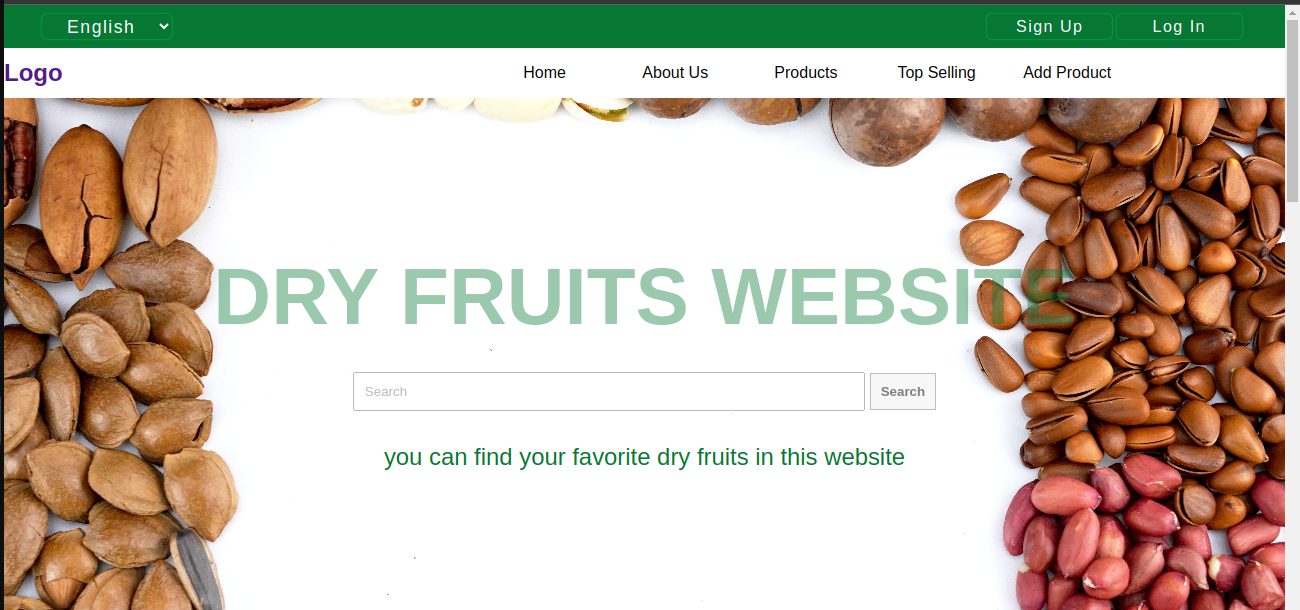 English Sign Up Log In
Logo Home About Us Products Top Selling Add Product
DRY FRUITS WEBSITE
Search Search
you can find your favorite dry fruits in this website